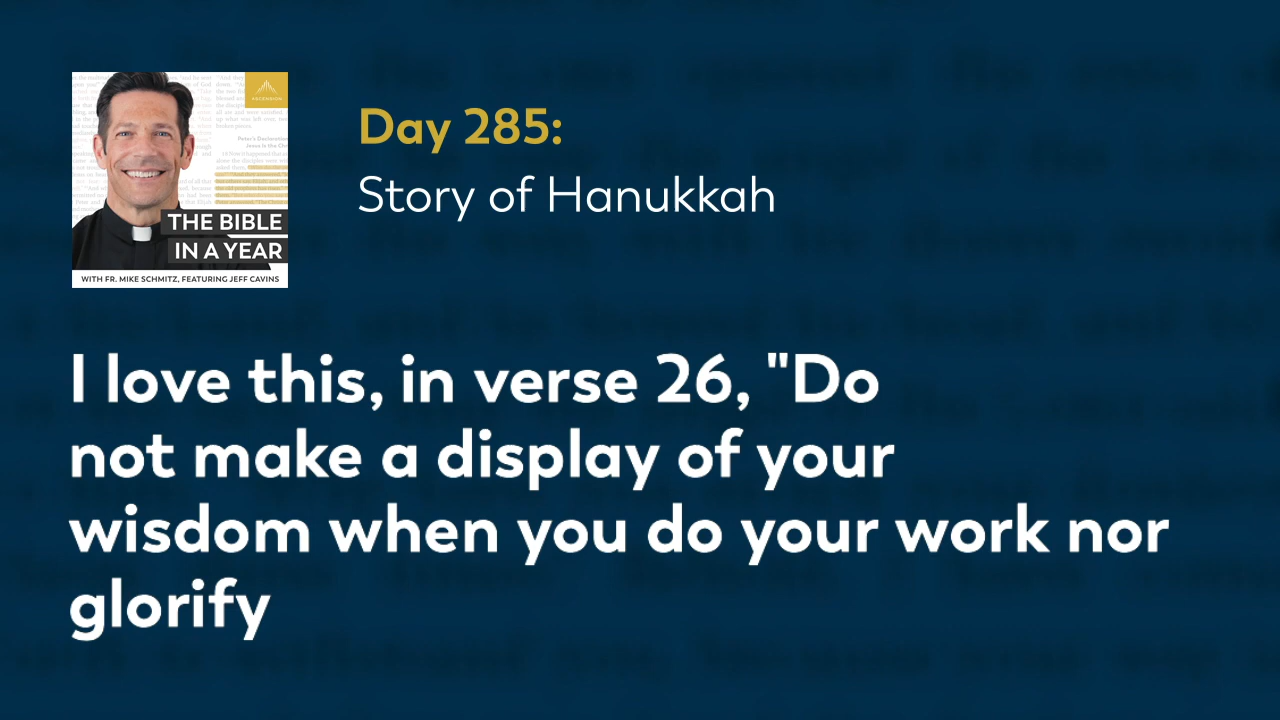 ASCENSION
Day 285:
Story of Hanukkah
THE BIBLE
IN A YEAR
WITH FR. MIKE SCHMITZ, FEATURING JEFF CAVINS
I love this, in verse 26, "Do
not make a display of your
wisdom when you do your work nor
glorify